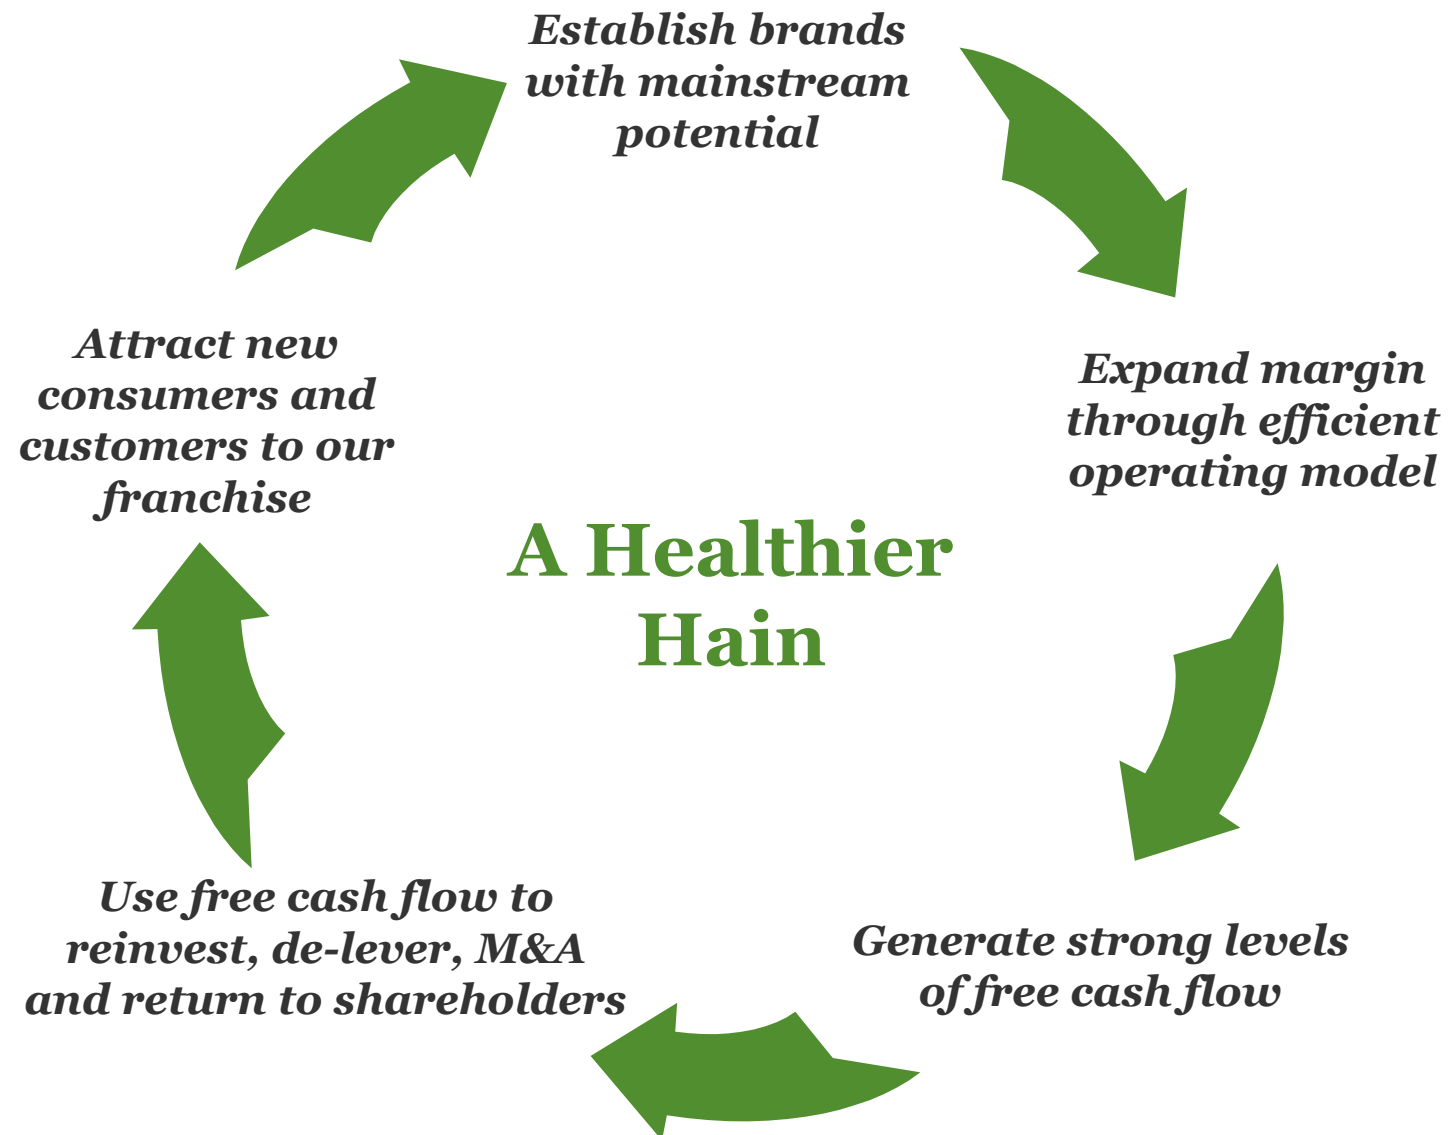 Establish brands
with mainstream
potential
Expand margin
through efficient
operating model
Generate strong levels
of free cash flow
Use free cash flow to
reinvest, de-lever, M&A
and return to shareholders
Attract new
consumers and
customers to our
franchise
A Healthier
Hain